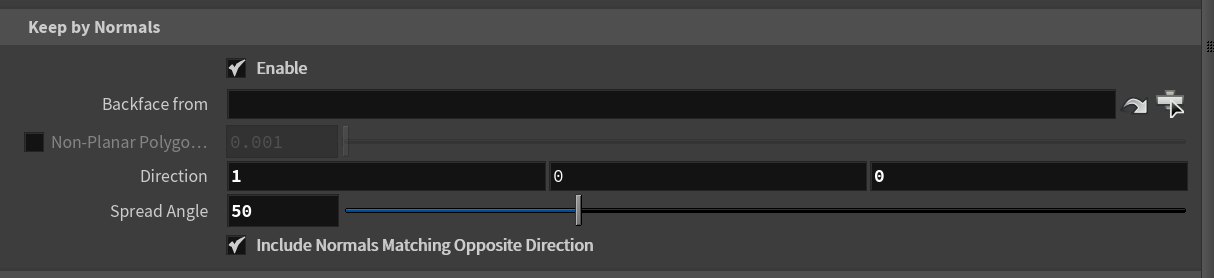 Keep by Normals
Enable
Backface from
Non-Planar Polygo... 0.001
Direction 1 0 0
Spread Angle 50
Include Normals Matching Opposite Direction